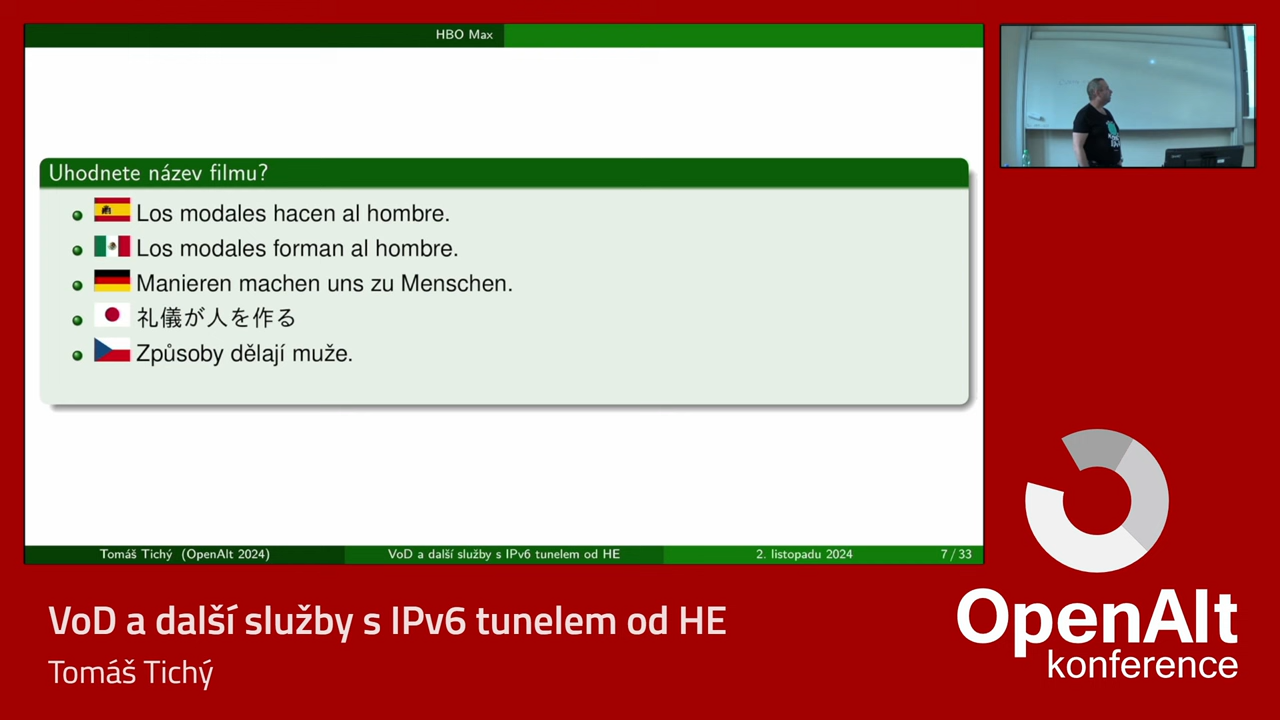 HBO Max
Uhodnete název filmu?
Los modales hacen al hombre.
Los modales forman al hombre.
Manieren machen uns zu Menschen.
礼儀が人を作る
Způsoby dělají muže.
Tomáš Tichý (OpenAlt 2024)
VoD a další služby s IPv6 tunelem od HE
2. listopadu 2024
7 / 33
VoD a další služby s IPv6 tunelem od HE
Tomáš Tichý
OpenAlt
konference